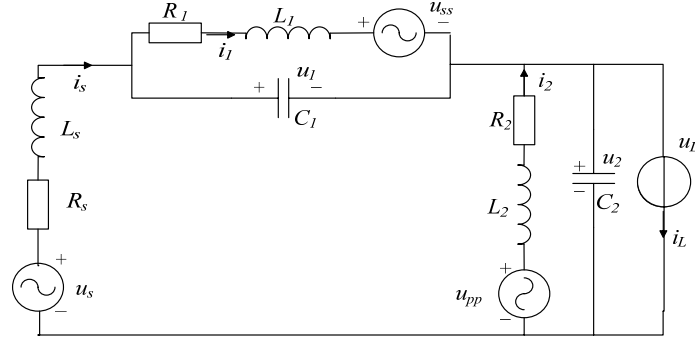 R1 L1 uss
+ −
i1
is
u1
+ −
C1
i2
Ls
R2
uL
+ u2
−
C2
Rs
L2
iL
+
us
−
+
upp
−